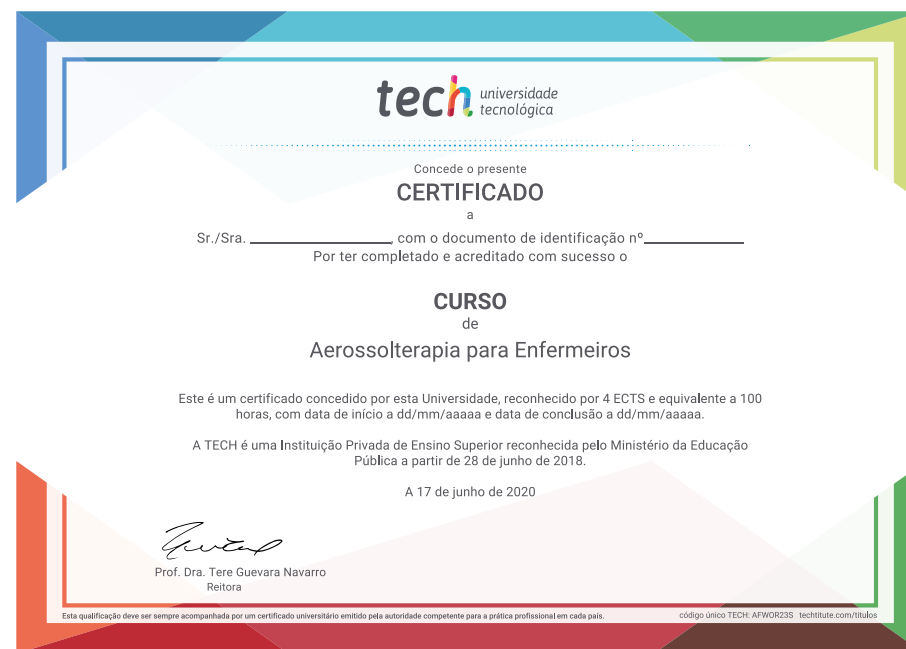 tech universidade
tecnológica
Concede o presente
CERTIFICADO
a
Sr./Sra. ________________, com o documento de identificação nº____________
Por ter completado e acreditado com sucesso o
CURSO
de
Aerossolterapia para Enfermeiros
Este é um certificado concedido por esta Universidade, reconhecido por 4 ECTS e equivalente a 100
horas, com data de início a dd/mm/aaaaa e data de conclusão a dd/mm/aaaaa.
A TECH é uma Instituição Privada de Ensino Superior reconhecida pelo Ministério da Educação
Pública a partir de 28 de junho de 2018.
A 17 de junho de 2020
Prof. Dra. Tere Guevara Navarro
Reitora
Esta qualificação deve ser sempre acompanhada por um certificado universitário emitido pela autoridade competente para a prática profissional em cada país.
código único TECH: AFWOR23S techtitute.com/titulos